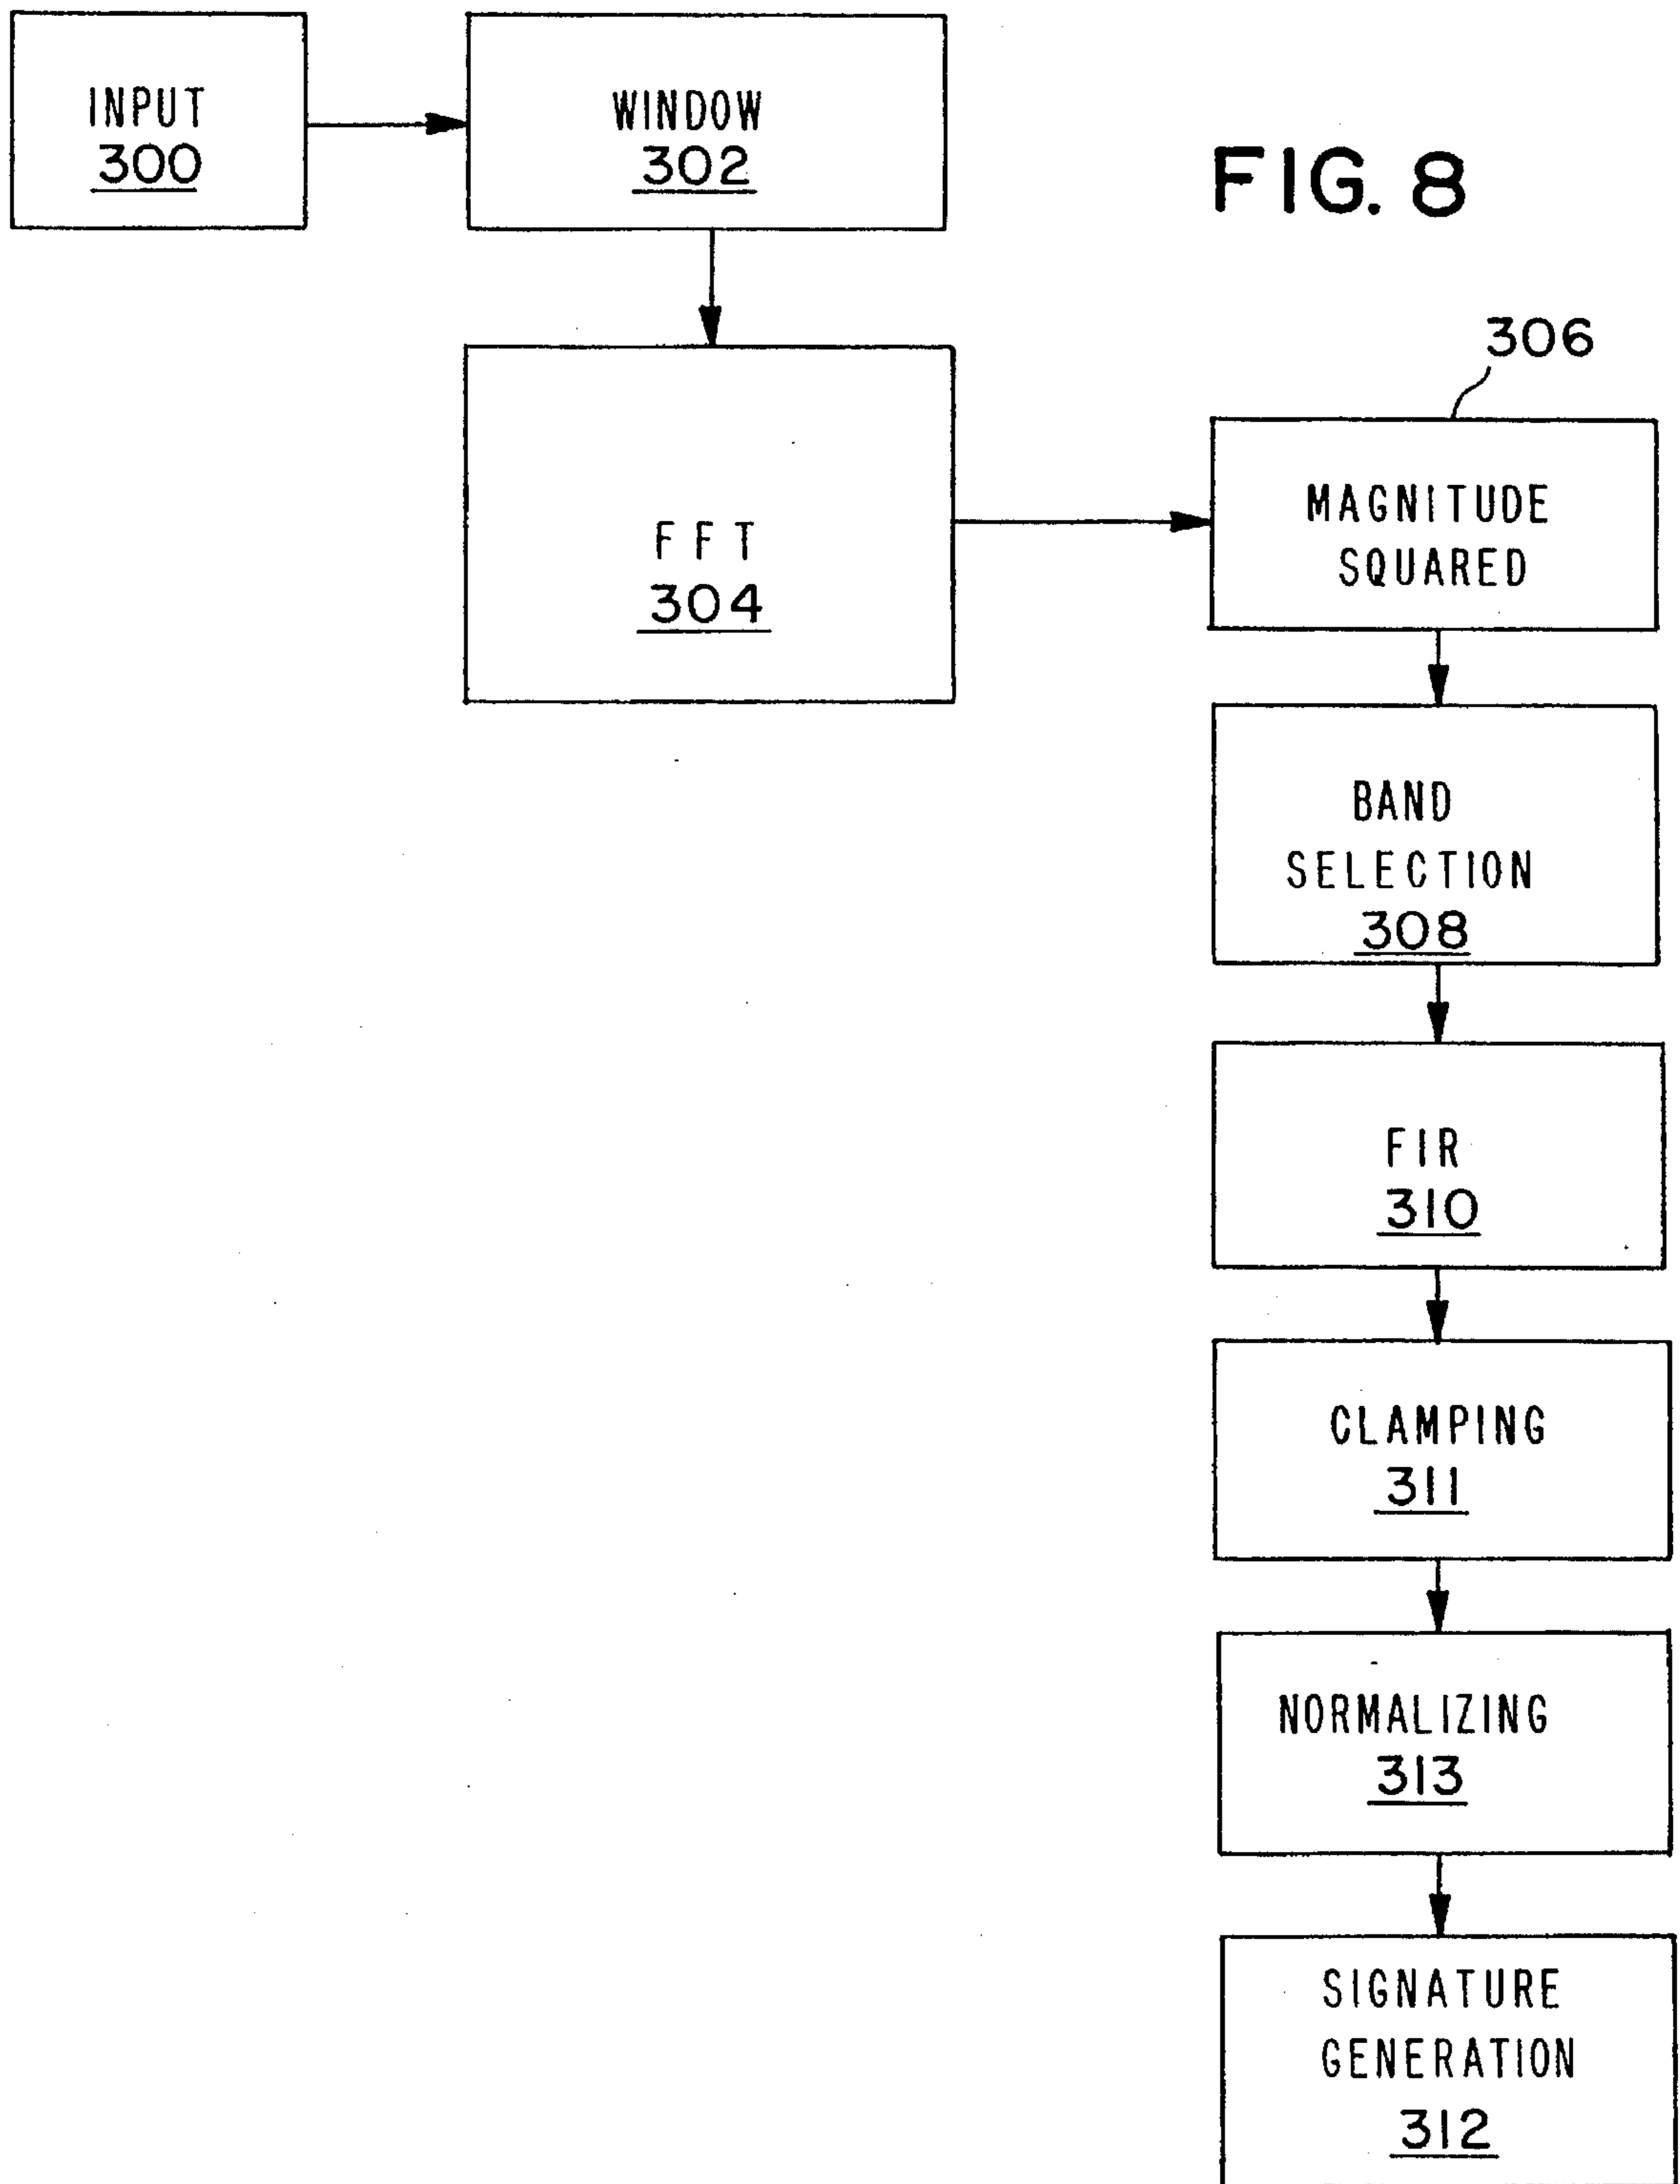 INPUT
300
WINDOW
302
FIG. 8
FFT
304
306
MAGNITUDE
SQUARED
BAND
SELECTION
308
FIR
310
CLAMPING
311
NORMALIZING
313
SIGNATURE
GENERATION
312